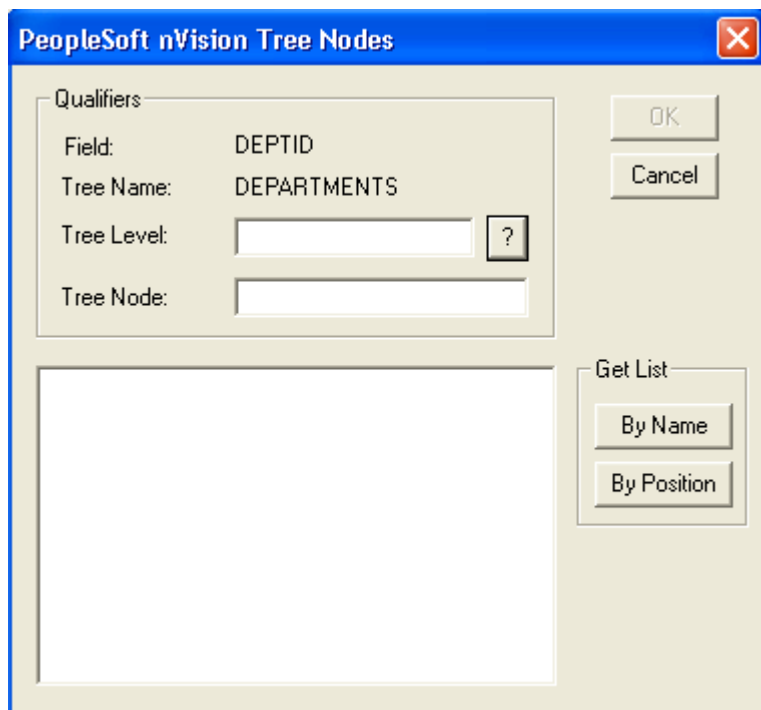 PeopleSoft nVision Tree Nodes
Qualifiers
Field: DEPTID
Tree Name: DEPARTMENTS
Tree Level: ?
Tree Node:
OK
Cancel
Get List
By Name
By Position